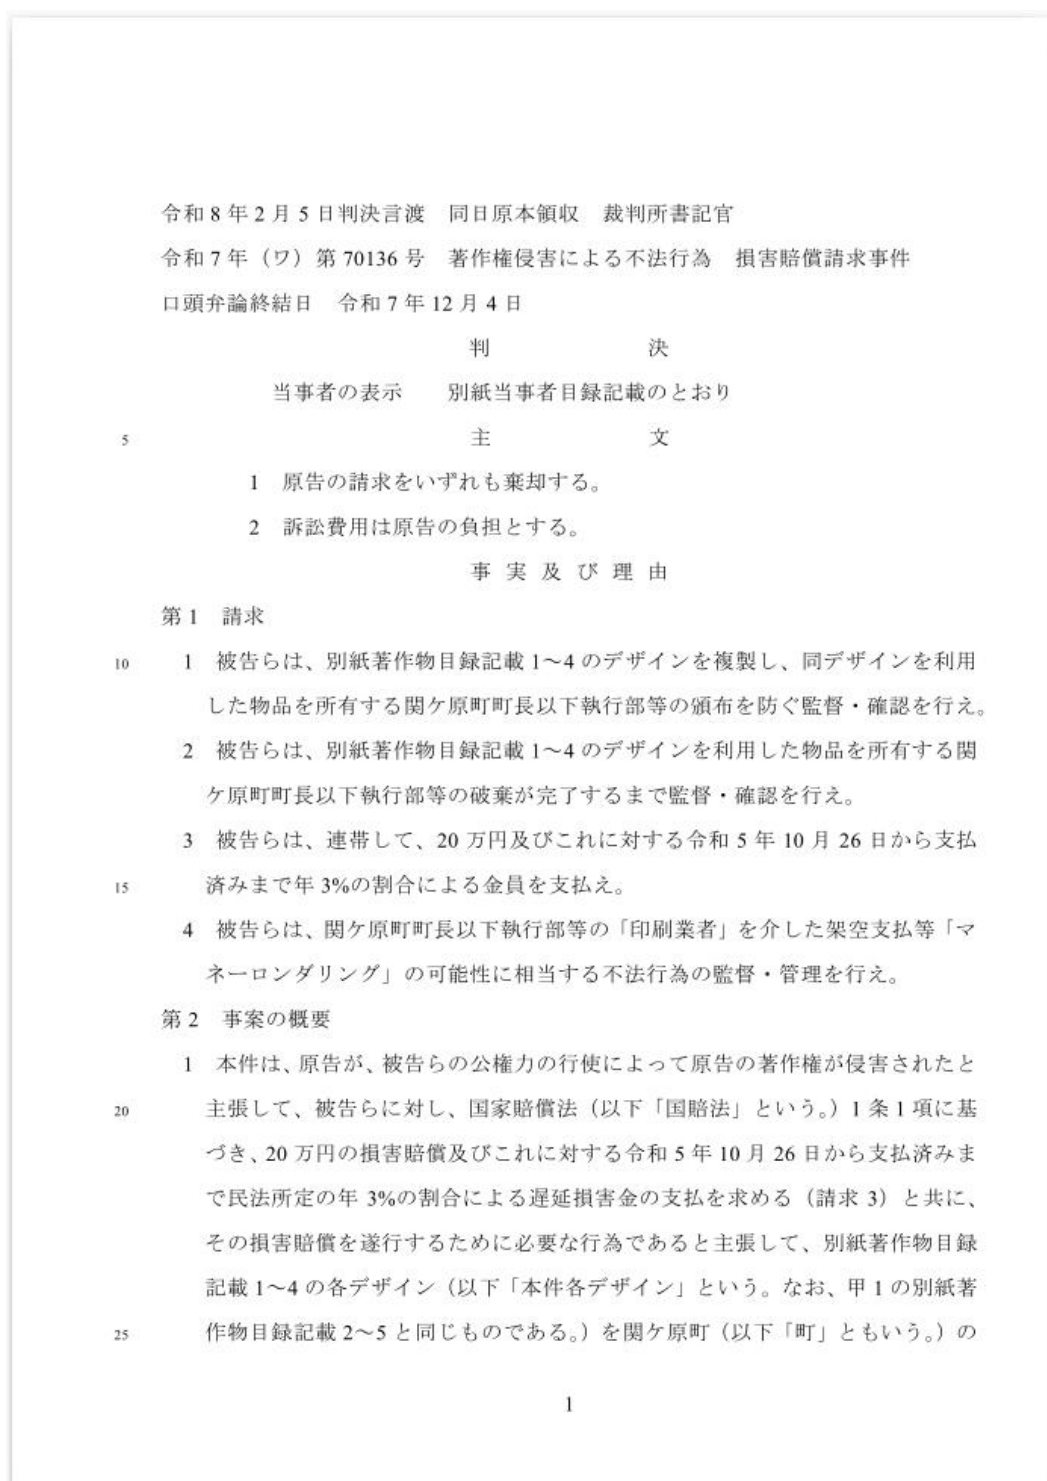 令和8年2月5日判決言渡　同日原本領収　裁判所書記官
令和7年（ワ）第70136号　著作権侵害による不法行為　損害賠償請求事件
口頭弁論終結日　令和7年12月4日
判　　　　　　　決
当事者の表示　　別紙当事者目録記載のとおり
5　主　　　　　　　文
1　原告の請求をいずれも棄却する。
2　訴訟費用は原告の負担とする。
事 実 及 び 理 由
第1　請求
10　1　被告らは、別紙著作物目録記載1～4のデザインを複製し、同デザインを利用
した物品を所有する関ケ原町町長以下執行部等の頒布を防ぐ監督・確認を行え。
2　被告らは、別紙著作物目録記載1～4のデザインを利用した物品を所有する関
ケ原町町長以下執行部等の破棄が完了するまで監督・確認を行え。
3　被告らは、連帯して、20万円及びこれに対する令和5年10月26日から支払
15　済みまで年3%の割合による金員を支払え。
4　被告らは、関ケ原町町長以下執行部等の「印刷業者」を介した架空支払等「マ
ネーロンダリング」の可能性に相当する不法行為の監督・管理を行え。
第2　事案の概要
1　本件は、原告が、被告らの公権力の行使によって原告の著作権が侵害されたと
20　主張して、被告らに対し、国家賠償法（以下「国賠法」という。）1条1項に基
づき、20万円の損害賠償及びこれに対する令和5年10月26日から支払済みま
で民法所定の年3%の割合による遅延損害金の支払を求める（請求3）と共に、
その損害賠償を遂行するために必要な行為であると主張して、別紙著作物目録
記載1～4の各デザイン（以下「本件各デザイン」という。なお、甲1の別紙著
25　作物目録記載2～5と同じものである。）を関ケ原町（以下「町」ともいう。）の
1